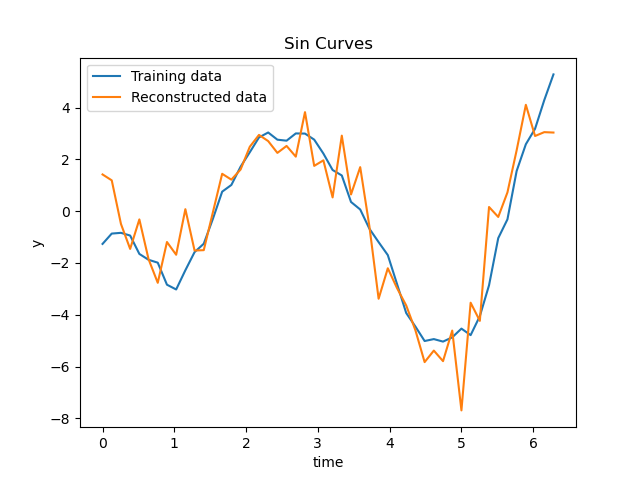 Sin Curves
Training data
Reconstructed data
4
2
0
−2
−4
−6
−8
y
0 1 2 3 4 5 6
time